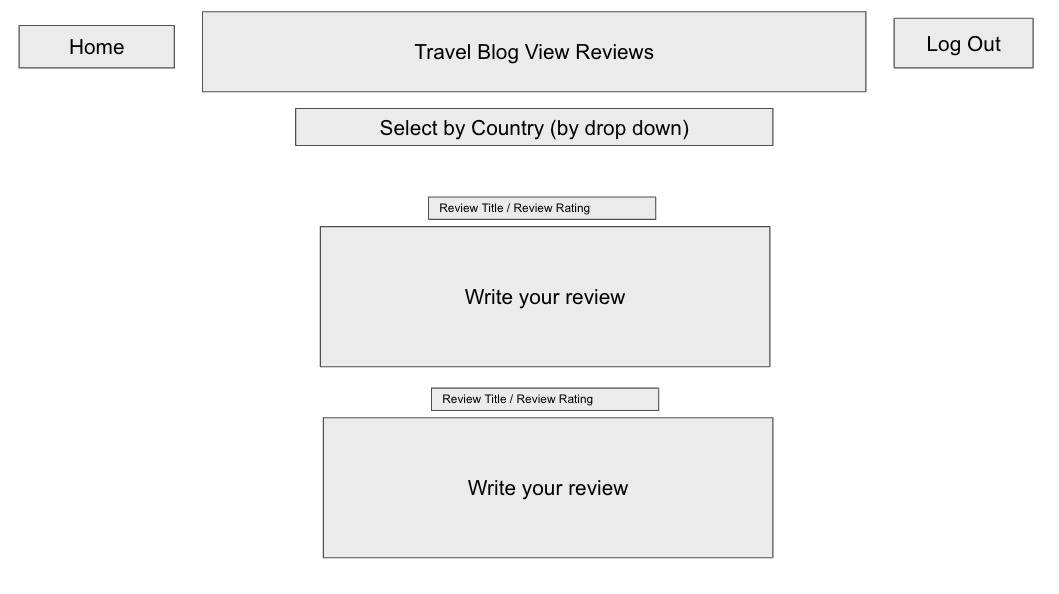 Home
Travel Blog View Reviews
Log Out
Select by Country (by drop down)
Review Title / Review Rating
Write your review
Review Title / Review Rating
Write your review